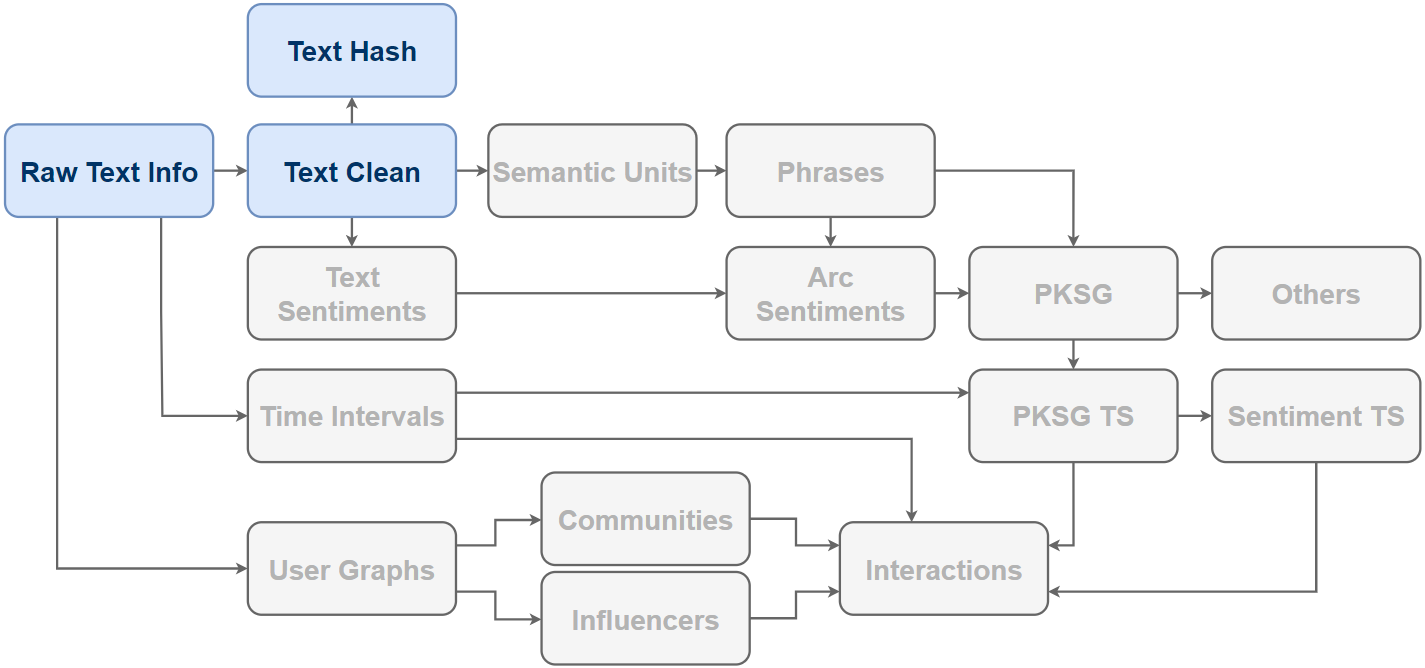 Text Hash
Raw Text Info
Text Clean
Semantic Units
Phrases
Text
Sentiments
Arc
Sentiments
PKSG
Others
Time Intervals
PKSG TS
Sentiment TS
Communities
User Graphs
Interactions
Influencers